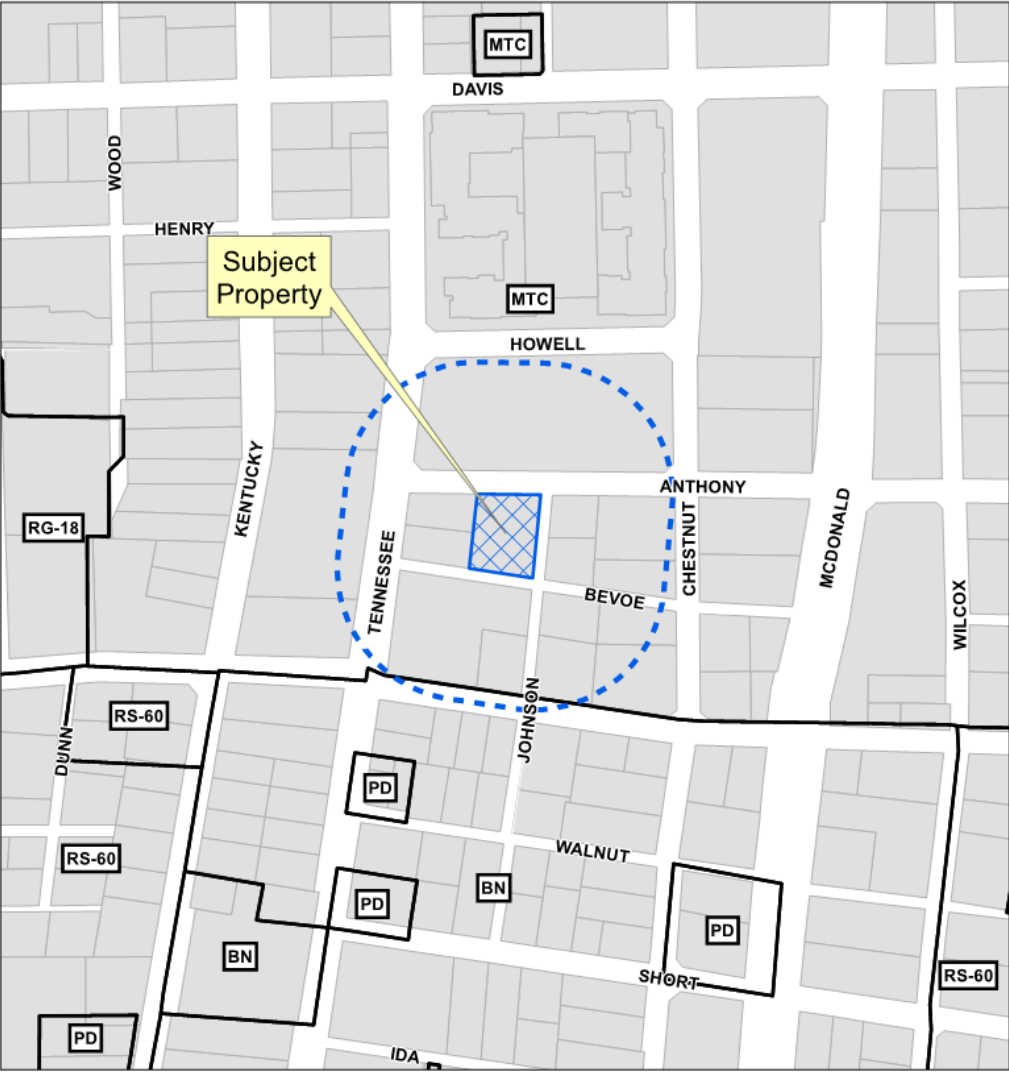 MTC
DAVIS
WOOD
HENRY
Subject
Property
MTC
HOWELL
KENTUCKY
ANTHONY
RG-18
TENNESSEE
CHESTNUT
MCDONALD
BEVOE
WILCOX
RS-60
DUNN
JOHNSON
PD
RS-60
WALNUT
BN
PD
PD
BN
SHORT
RS-60
PD
IDA